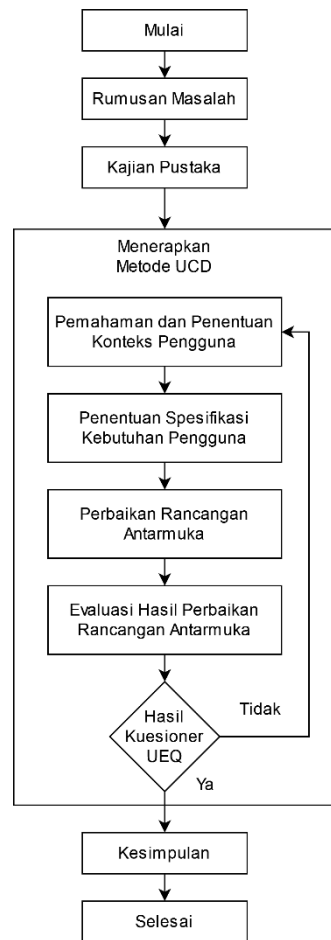 Mulai
Rumusan Masalah
Kajian Pustaka
Menerapkan
Metode UCD
Pemahaman dan Penentuan
Konteks Pengguna
Penentuan Spesifikasi
Kebutuhan Pengguna
Perbaikan Rancangan
Antarmuka
Evaluasi Hasil Perbaikan
Rancangan Antarmuka
Hasil
Kuesioner
UEQ
Tidak
Ya
Kesimpulan
Selesai